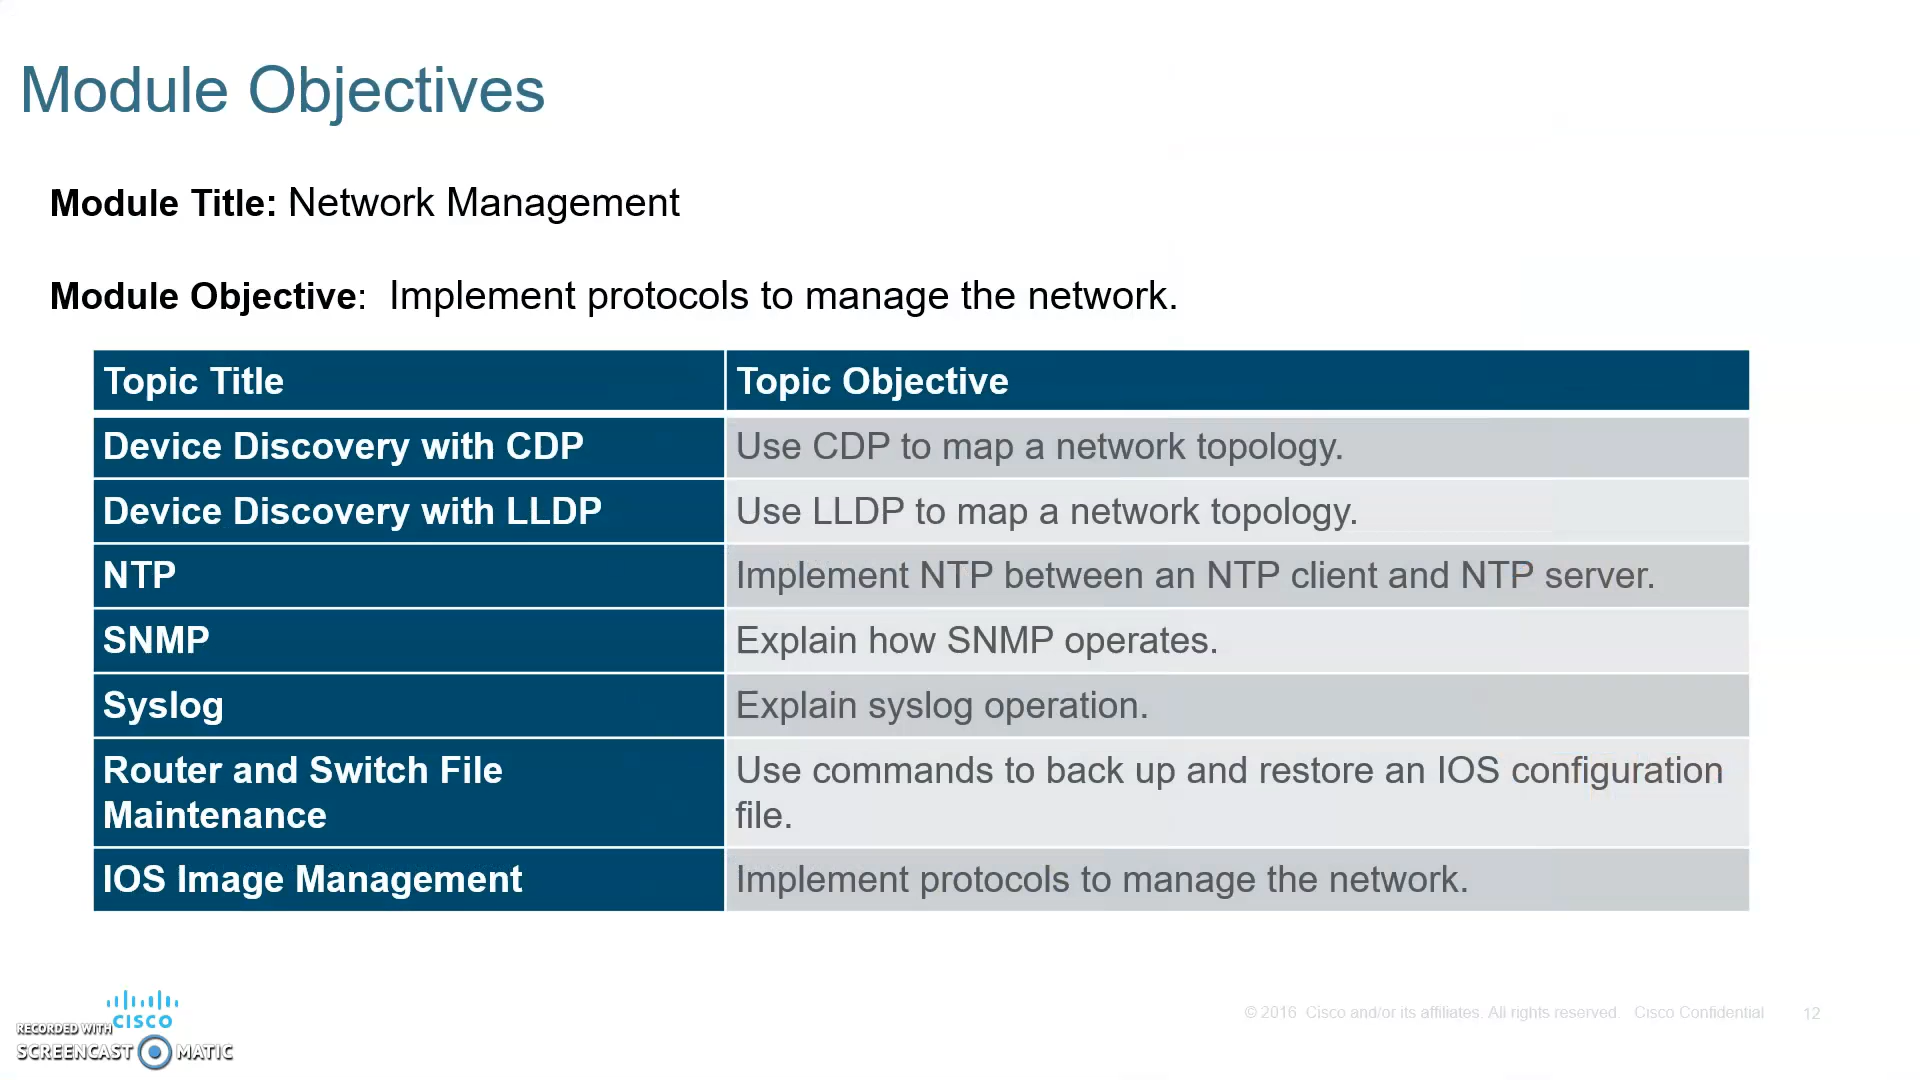 Module Objectives
Module Title: Network Management
Module Objective:  Implement protocols to manage the network.
Topic Title
Topic Objective
Device Discovery with CDP
Use CDP to map a network topology.
Device Discovery with LLDP
Use LLDP to map a network topology.
NTP
Implement NTP between an NTP client and NTP server.
SNMP
Explain how SNMP operates.
Syslog
Explain syslog operation.
Router and Switch File
Maintenance
Use commands to back up and restore an IOS configuration
file.
IOS Image Management
Implement protocols to manage the network.
CISCO
RECORDED WITH
SCREENCAST MATIC
© 2016  Cisco and/or its affiliates. All rights reserved.   Cisco Confidential
12